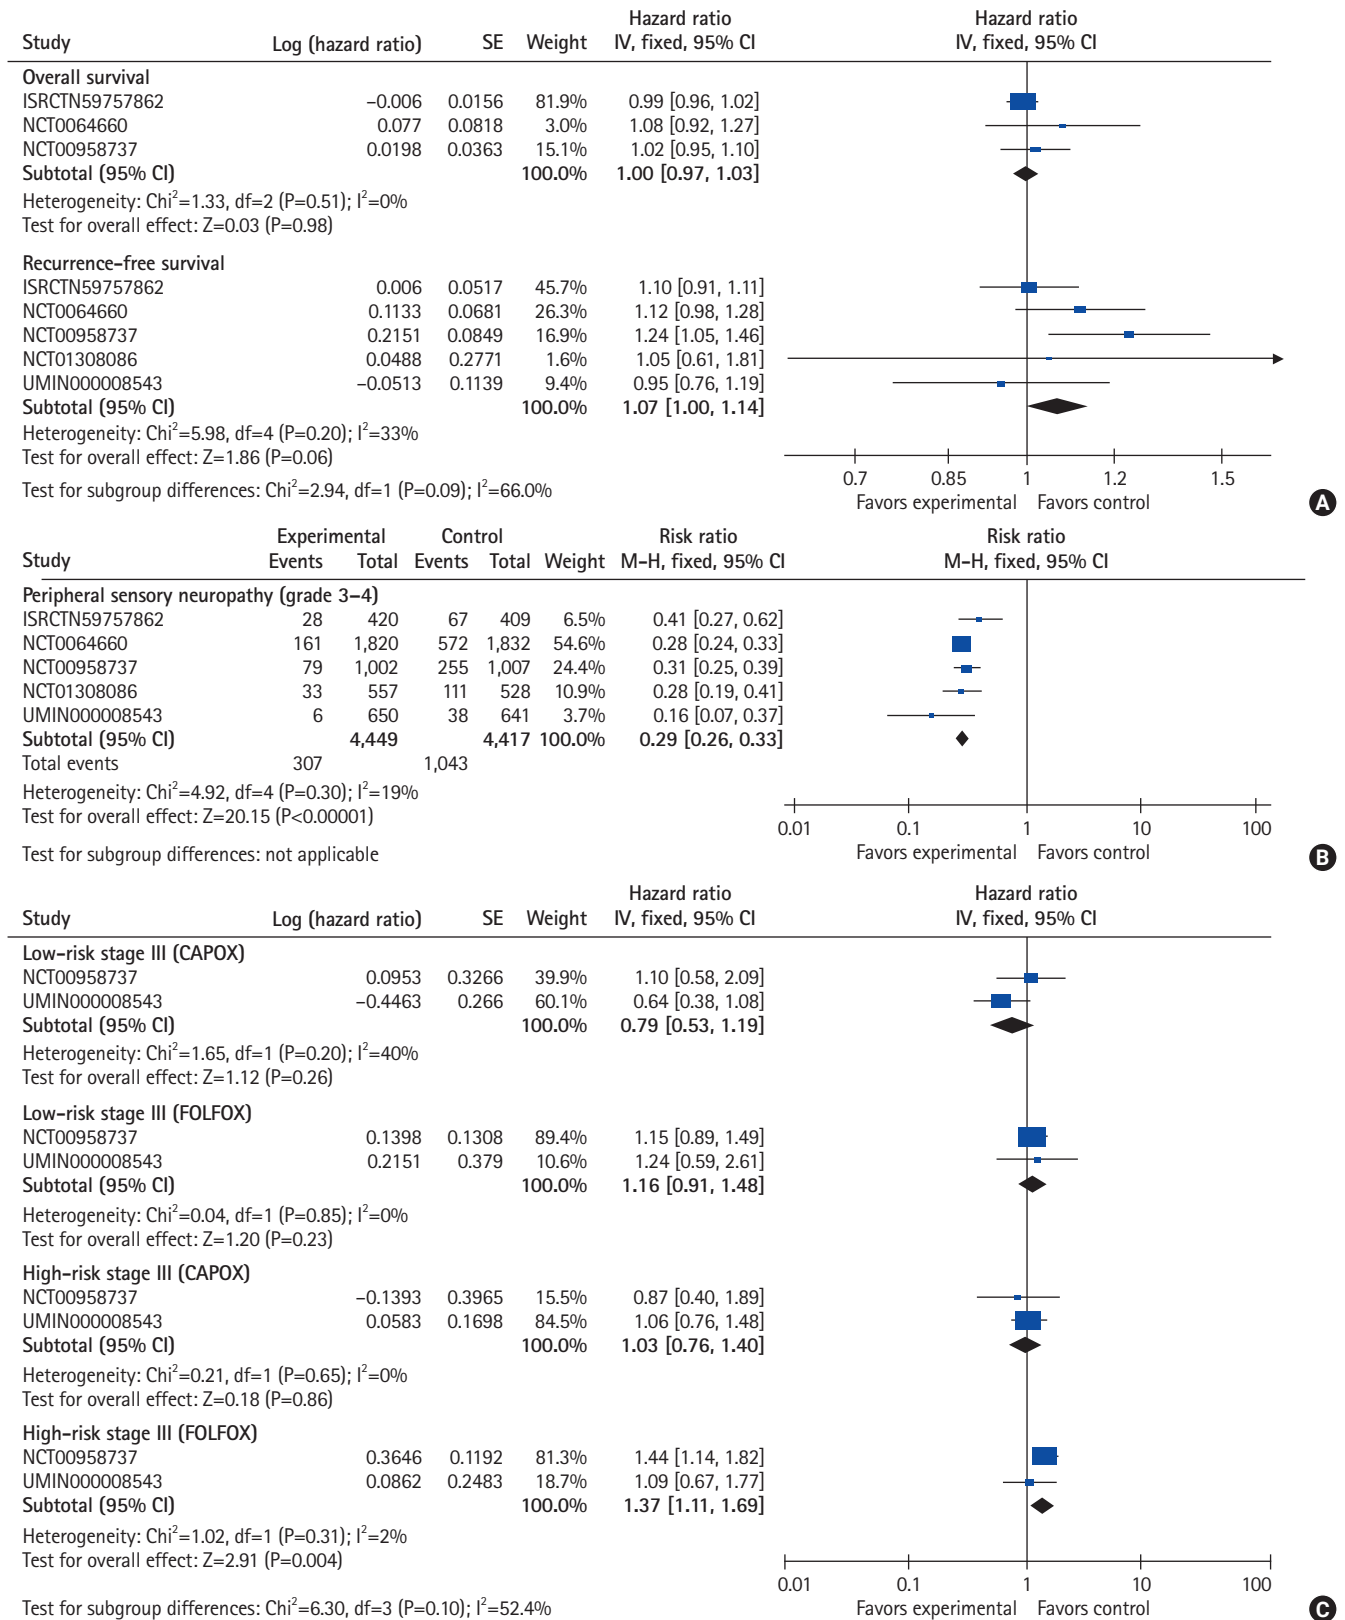 Hazard ratio Hazard ratio
Study Log (hazard ratio) SE Weight IV, fixed, 95% CI IV, fixed, 95% CI
Overall survival
ISRCTN59757862 −0.006 0.0156 81.9% 0.99 [0.96, 1.02]
NCT0064660 0.077 0.0818 3.0% 1.08 [0.92, 1.27]
NCT00958737 0.0198 0.0363 15.1% 1.02 [0.95, 1.10]
Subtotal (95% CI) 100.0% 1.00 [0.97, 1.03]
Heterogeneity: Chi²=1.33, df=2 (P=0.51); I²=0%
Test for overall effect: Z=0.03 (P=0.98)
Recurrence-free survival
ISRCTN59757862 0.006 0.0517 45.7% 1.10 [0.91, 1.11]
NCT0064660 0.1133 0.0681 26.3% 1.12 [0.98, 1.28]
NCT00958737 0.2151 0.0849 16.9% 1.24 [1.05, 1.46]
NCT01308086 0.0488 0.2771 1.6% 1.05 [0.61, 1.81]
UMIN000008543 −0.0513 0.1139 9.4% 0.95 [0.76, 1.19]
Subtotal (95% CI) 100.0% 1.07 [1.00, 1.14]
Heterogeneity: Chi²=5.98, df=4 (P=0.20); I²=33%
Test for overall effect: Z=1.86 (P=0.06)
0.7 0.85 1 1.2 1.5
Test for subgroup differences: Chi²=2.94, df=1 (P=0.09); I²=66.0%
Favors experimental Favors control
A
Experimental Control Risk ratio Risk ratio
Study Events Total Events Total Weight M-H, fixed, 95% CI M-H, fixed, 95% CI
Peripheral sensory neuropathy (grade 3–4)
ISRCTN59757862 28 420 67 409 6.5% 0.41 [0.27, 0.62]
NCT0064660 161 1,820 572 1,832 54.6% 0.28 [0.24, 0.33]
NCT00958737 79 1,002 255 1,007 24.4% 0.31 [0.25, 0.39]
NCT01308086 33 557 111 528 10.9% 0.28 [0.19, 0.41]
UMIN000008543 6 650 38 641 3.7% 0.16 [0.07, 0.37]
Subtotal (95% CI) 4,449 4,417 100.0% 0.29 [0.26, 0.33]
Total events 307 1,043
Heterogeneity: Chi²=4.92, df=4 (P=0.30); I²=19%
Test for overall effect: Z=20.15 (P<0.00001)
0.01 0.1 1 10 100
Test for subgroup differences: not applicable
Favors experimental Favors control
B
Hazard ratio Hazard ratio
Study Log (hazard ratio) SE Weight IV, fixed, 95% CI IV, fixed, 95% CI
Low-risk stage III (CAPOX)
NCT00958737 0.0953 0.3266 39.9% 1.10 [0.58, 2.09]
UMIN000008543 −0.4463 0.266 60.1% 0.64 [0.38, 1.08]
Subtotal (95% CI) 100.0% 0.79 [0.53, 1.19]
Heterogeneity: Chi²=1.65, df=1 (P=0.20); I²=40%
Test for overall effect: Z=1.12 (P=0.26)
Low-risk stage III (FOLFOX)
NCT00958737 0.1398 0.1308 89.4% 1.15 [0.89, 1.49]
UMIN000008543 0.2151 0.379 10.6% 1.24 [0.59, 2.61]
Subtotal (95% CI) 100.0% 1.16 [0.91, 1.48]
Heterogeneity: Chi²=0.04, df=1 (P=0.85); I²=0%
Test for overall effect: Z=1.20 (P=0.23)
High-risk stage III (CAPOX)
NCT00958737 −0.1393 0.3965 15.5% 0.87 [0.40, 1.89]
UMIN000008543 0.0583 0.1698 84.5% 1.06 [0.76, 1.48]
Subtotal (95% CI) 100.0% 1.03 [0.76, 1.40]
Heterogeneity: Chi²=0.21, df=1 (P=0.65); I²=0%
Test for overall effect: Z=0.18 (P=0.86)
High-risk stage III (FOLFOX)
NCT00958737 0.3646 0.1192 81.3% 1.44 [1.14, 1.82]
UMIN000008543 0.0862 0.2483 18.7% 1.09 [0.67, 1.77]
Subtotal (95% CI) 100.0% 1.37 [1.11, 1.69]
Heterogeneity: Chi²=1.02, df=1 (P=0.31); I²=2%
Test for overall effect: Z=2.91 (P=0.004)
0.01 0.1 1 10 100
Test for subgroup differences: Chi²=6.30, df=3 (P=0.10); I²=52.4%
Favors experimental Favors control
C